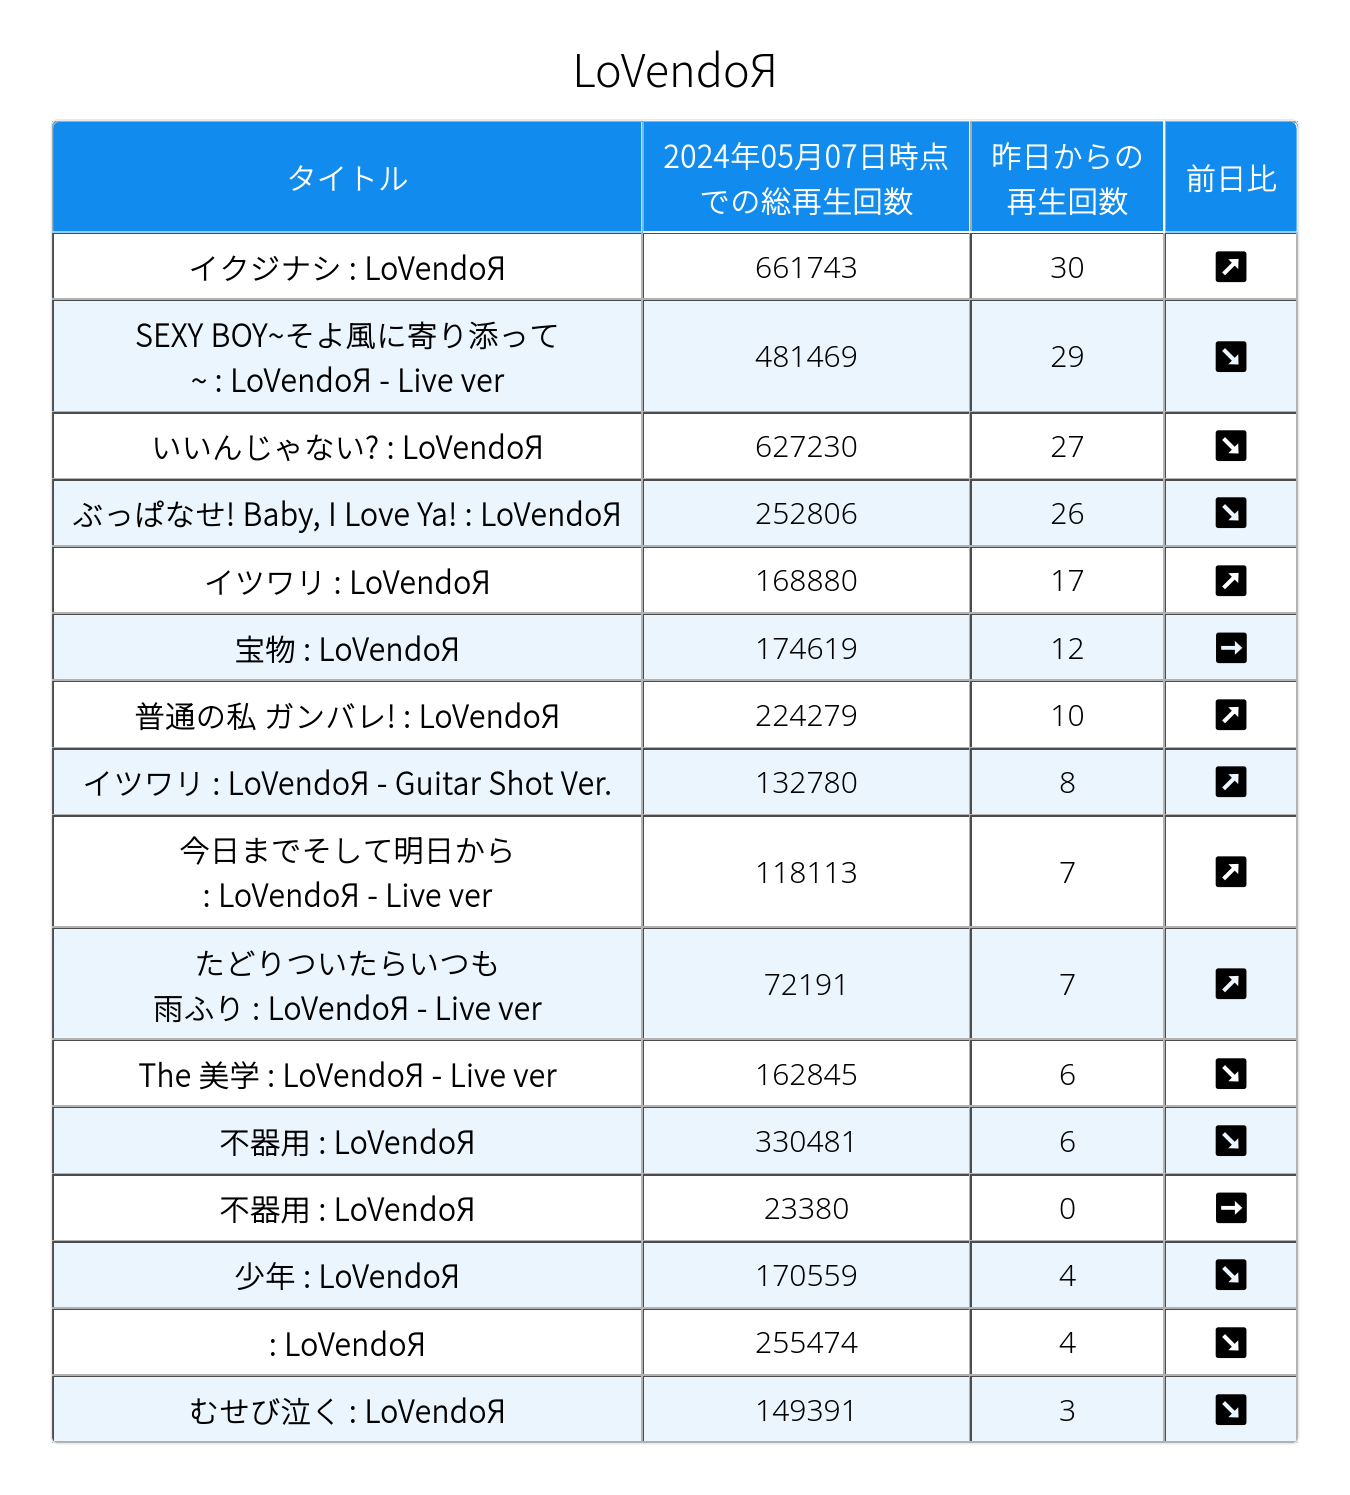 LoVendoЯ
タイトル
2024年05月07日時点
での総再生回数
昨日からの
再生回数
前日比
イクジナシ : LoVendoЯ
661743
30
SEXY BOY~そよ風に寄り添って
~ : LoVendoЯ - Live ver
481469
29
いいんじゃない? : LoVendoЯ
627230
27
ぶっぱなせ! Baby, I Love Ya! : LoVendoЯ
252806
26
イツワリ : LoVendoЯ
168880
17
宝物 : LoVendoЯ
174619
12
普通の私 ガンバレ! : LoVendoЯ
224279
10
イツワリ : LoVendoЯ - Guitar Shot Ver.
132780
8
今日までそして明日から
: LoVendoЯ - Live ver
118113
7
たどりついたらいつも
雨ふり : LoVendoЯ - Live ver
72191
7
The 美学 : LoVendoЯ - Live ver
162845
6
不器用 : LoVendoЯ
330481
6
不器用 : LoVendoЯ
23380
0
少年 : LoVendoЯ
170559
4
: LoVendoЯ
255474
4
むせび泣く : LoVendoЯ
149391
3